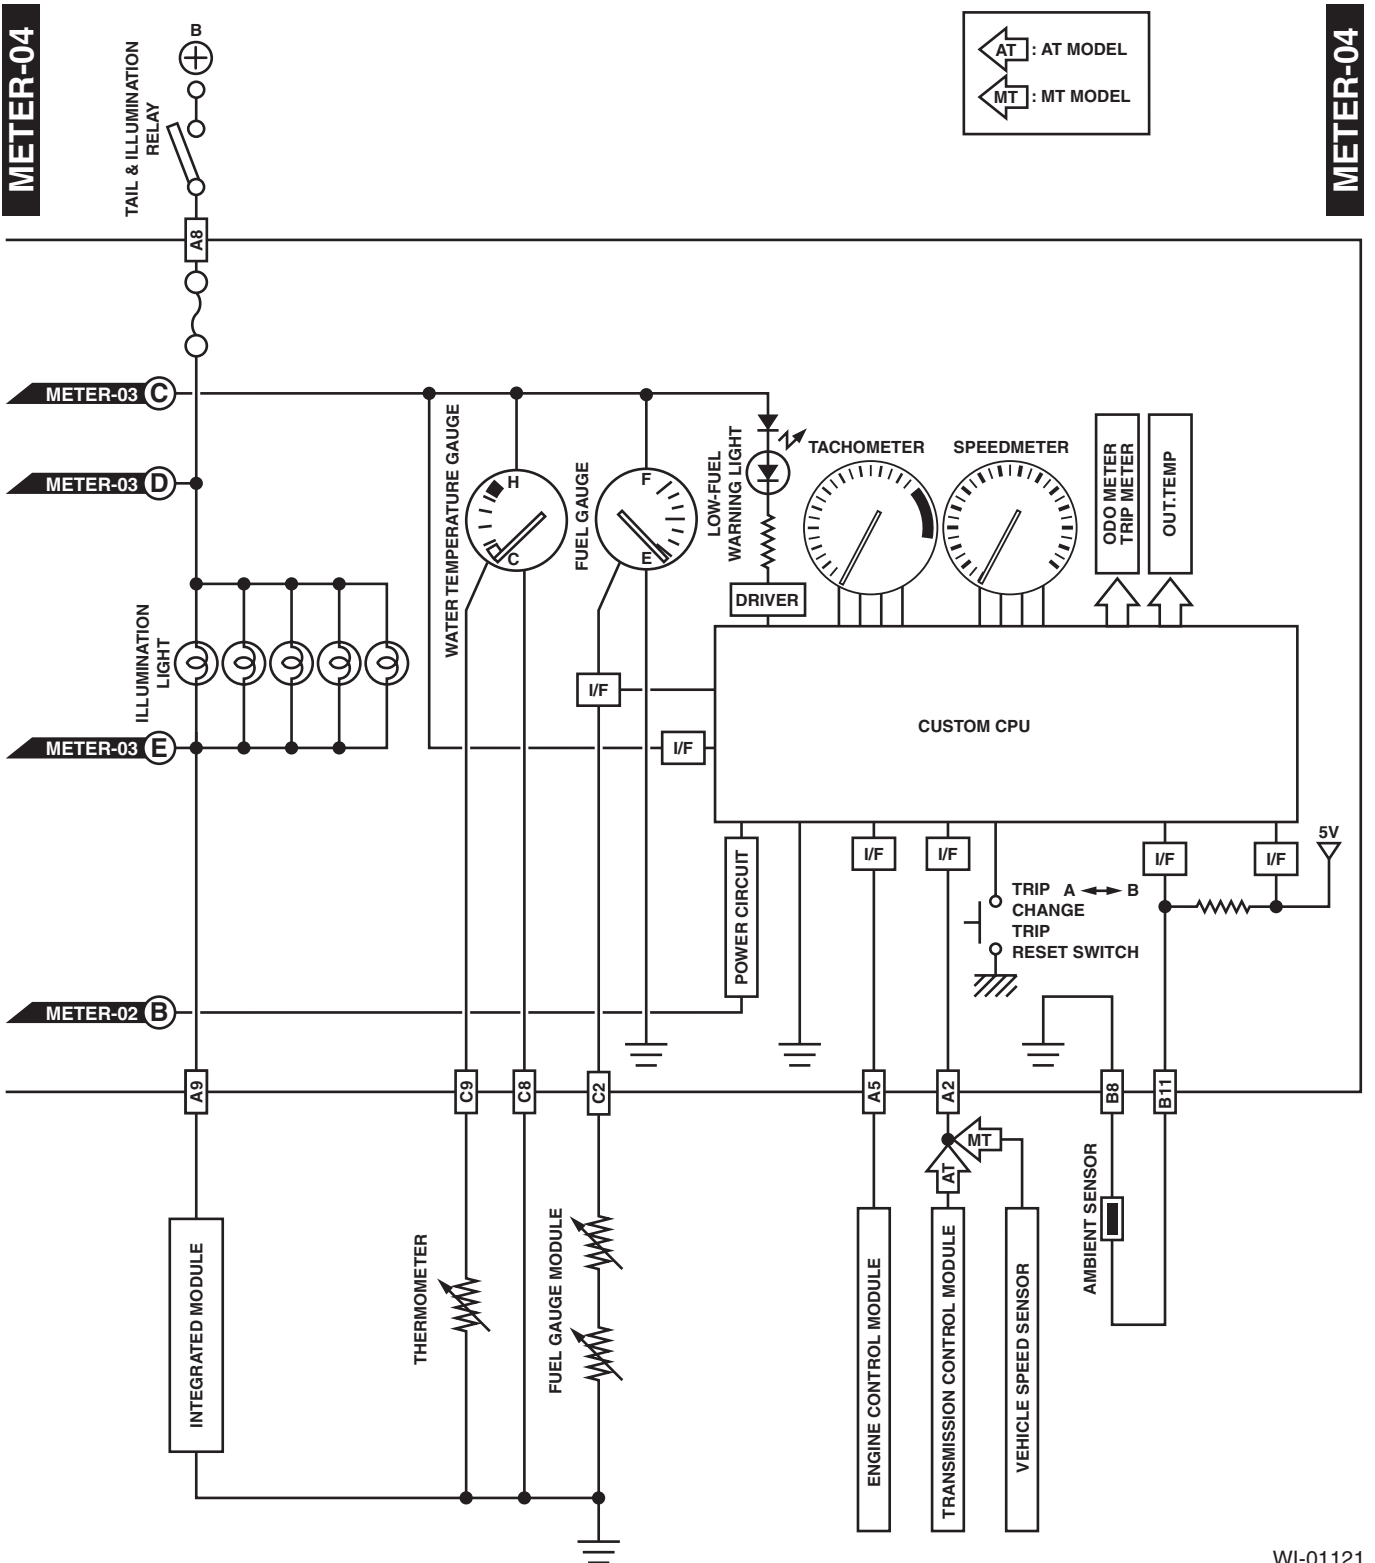 METER-04
METER-04
B
TAIL & ILLUMINATION
RELAY
AT : AT MODEL
MT : MT MODEL
A8
METER-03 C
METER-03 D
METER-03 E
METER-02 B
ILLUMINATION
LIGHT
WATER TEMPERATURE GAUGE
H
C
FUEL GAUGE
F
E
LOW-FUEL
WARNING LIGHT
DRIVER
TACHOMETER
SPEEDMETER
ODO METER
TRIP METER
OUT.TEMP
I/F
I/F
CUSTOM CPU
POWER CIRCUIT
I/F
I/F
I/F
I/F
5V
TRIP A B
CHANGE
TRIP
RESET SWITCH
A9
C9
C8
C2
A5
A2
B8
B11
MT
AT
INTEGRATED MODULE
THERMOMETER
FUEL GAUGE MODULE
ENGINE CONTROL MODULE
TRANSMISSION CONTROL MODULE
VEHICLE SPEED SENSOR
AMBIENT SENSOR
WI-01121